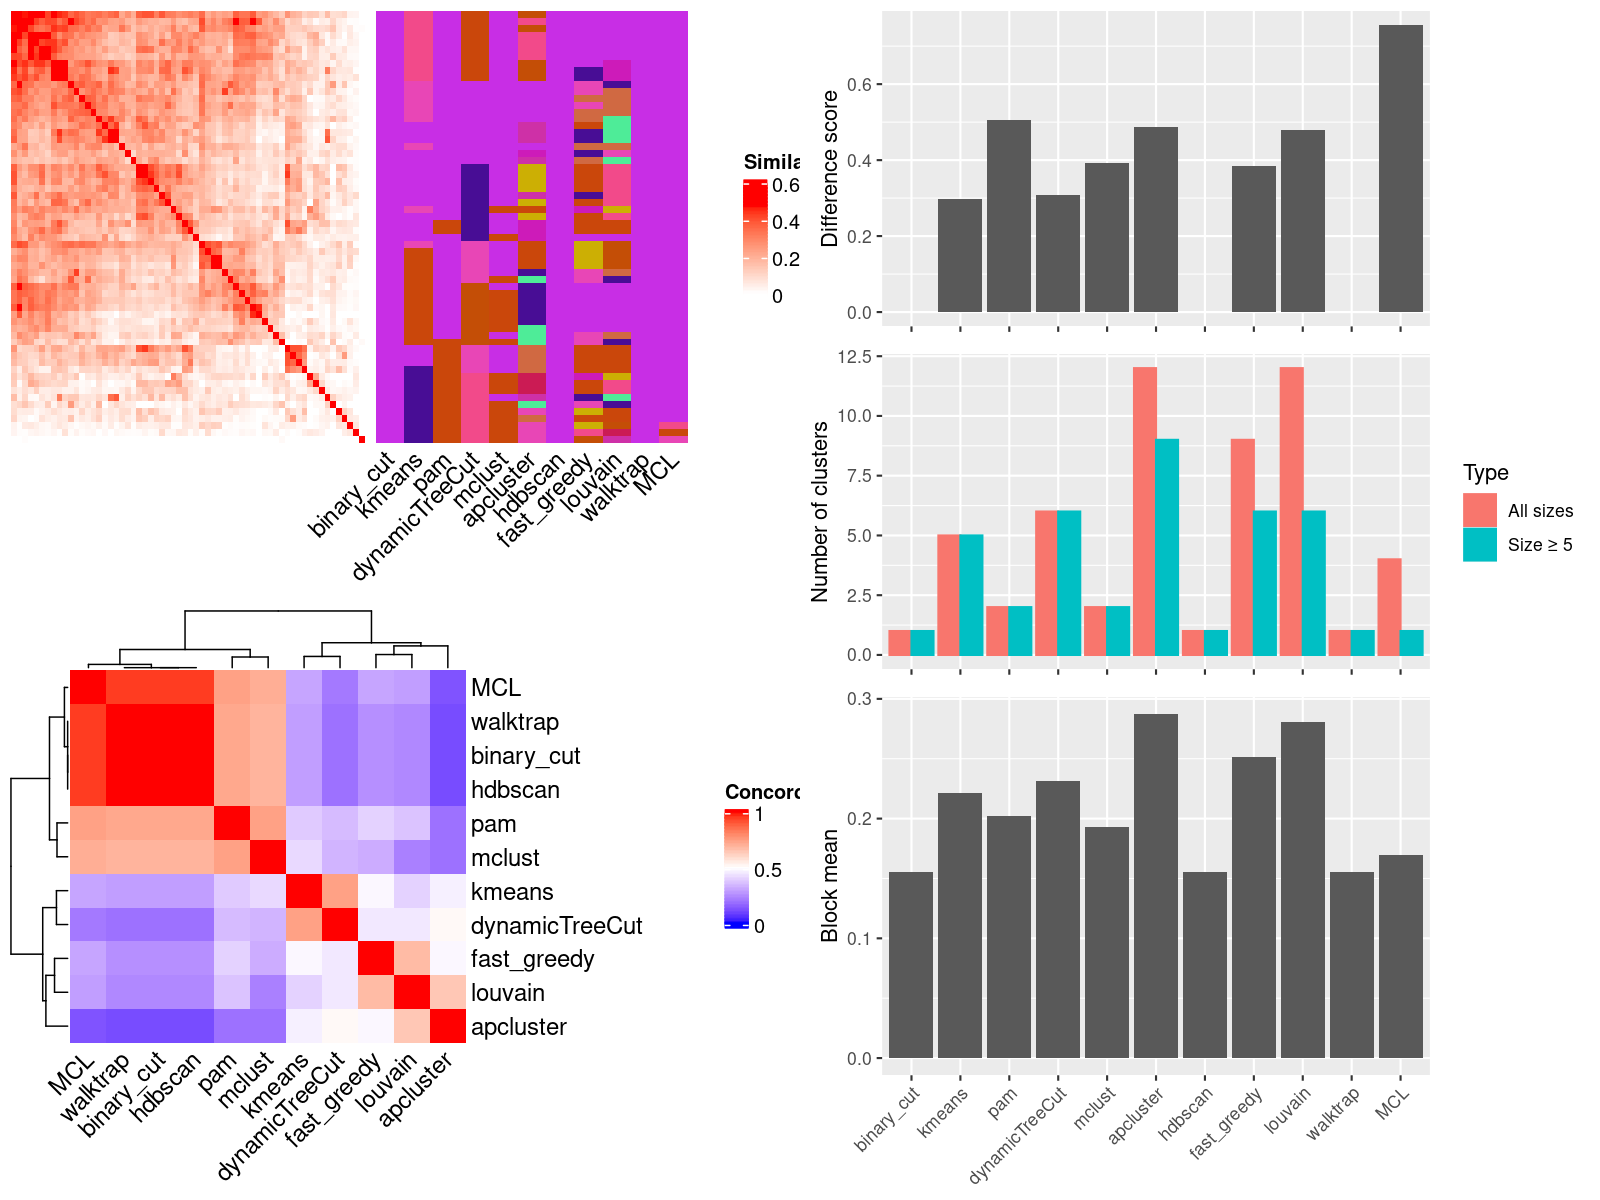 Simila
0.6
0.4
0.2
0
binary_cut
kmeans
pam
dynamicTreeCut
mclust
apcluster
hdbscan
fast_greedy
louvain
walktrap
MCL
MCL
walktrap
binary_cut
hdbscan
pam
mclust
kmeans
dynamicTreeCut
fast_greedy
louvain
apcluster
MCL
walktrap
binary_cut
hdbscan
pam
mclust
kmeans
dynamicTreeCut
fast_greedy
louvain
apcluster
Concord
1
0.5
0
Difference score
0.6
0.4
0.2
0.0
Number of clusters
12.5
10.0
7.5
5.0
2.5
0.0
Type
All sizes
Size ≥ 5
Block mean
0.3
0.2
0.1
0.0
binary_cut
kmeans
pam
dynamicTreeCut
mclust
apcluster
hdbscan
fast_greedy
louvain
walktrap
MCL